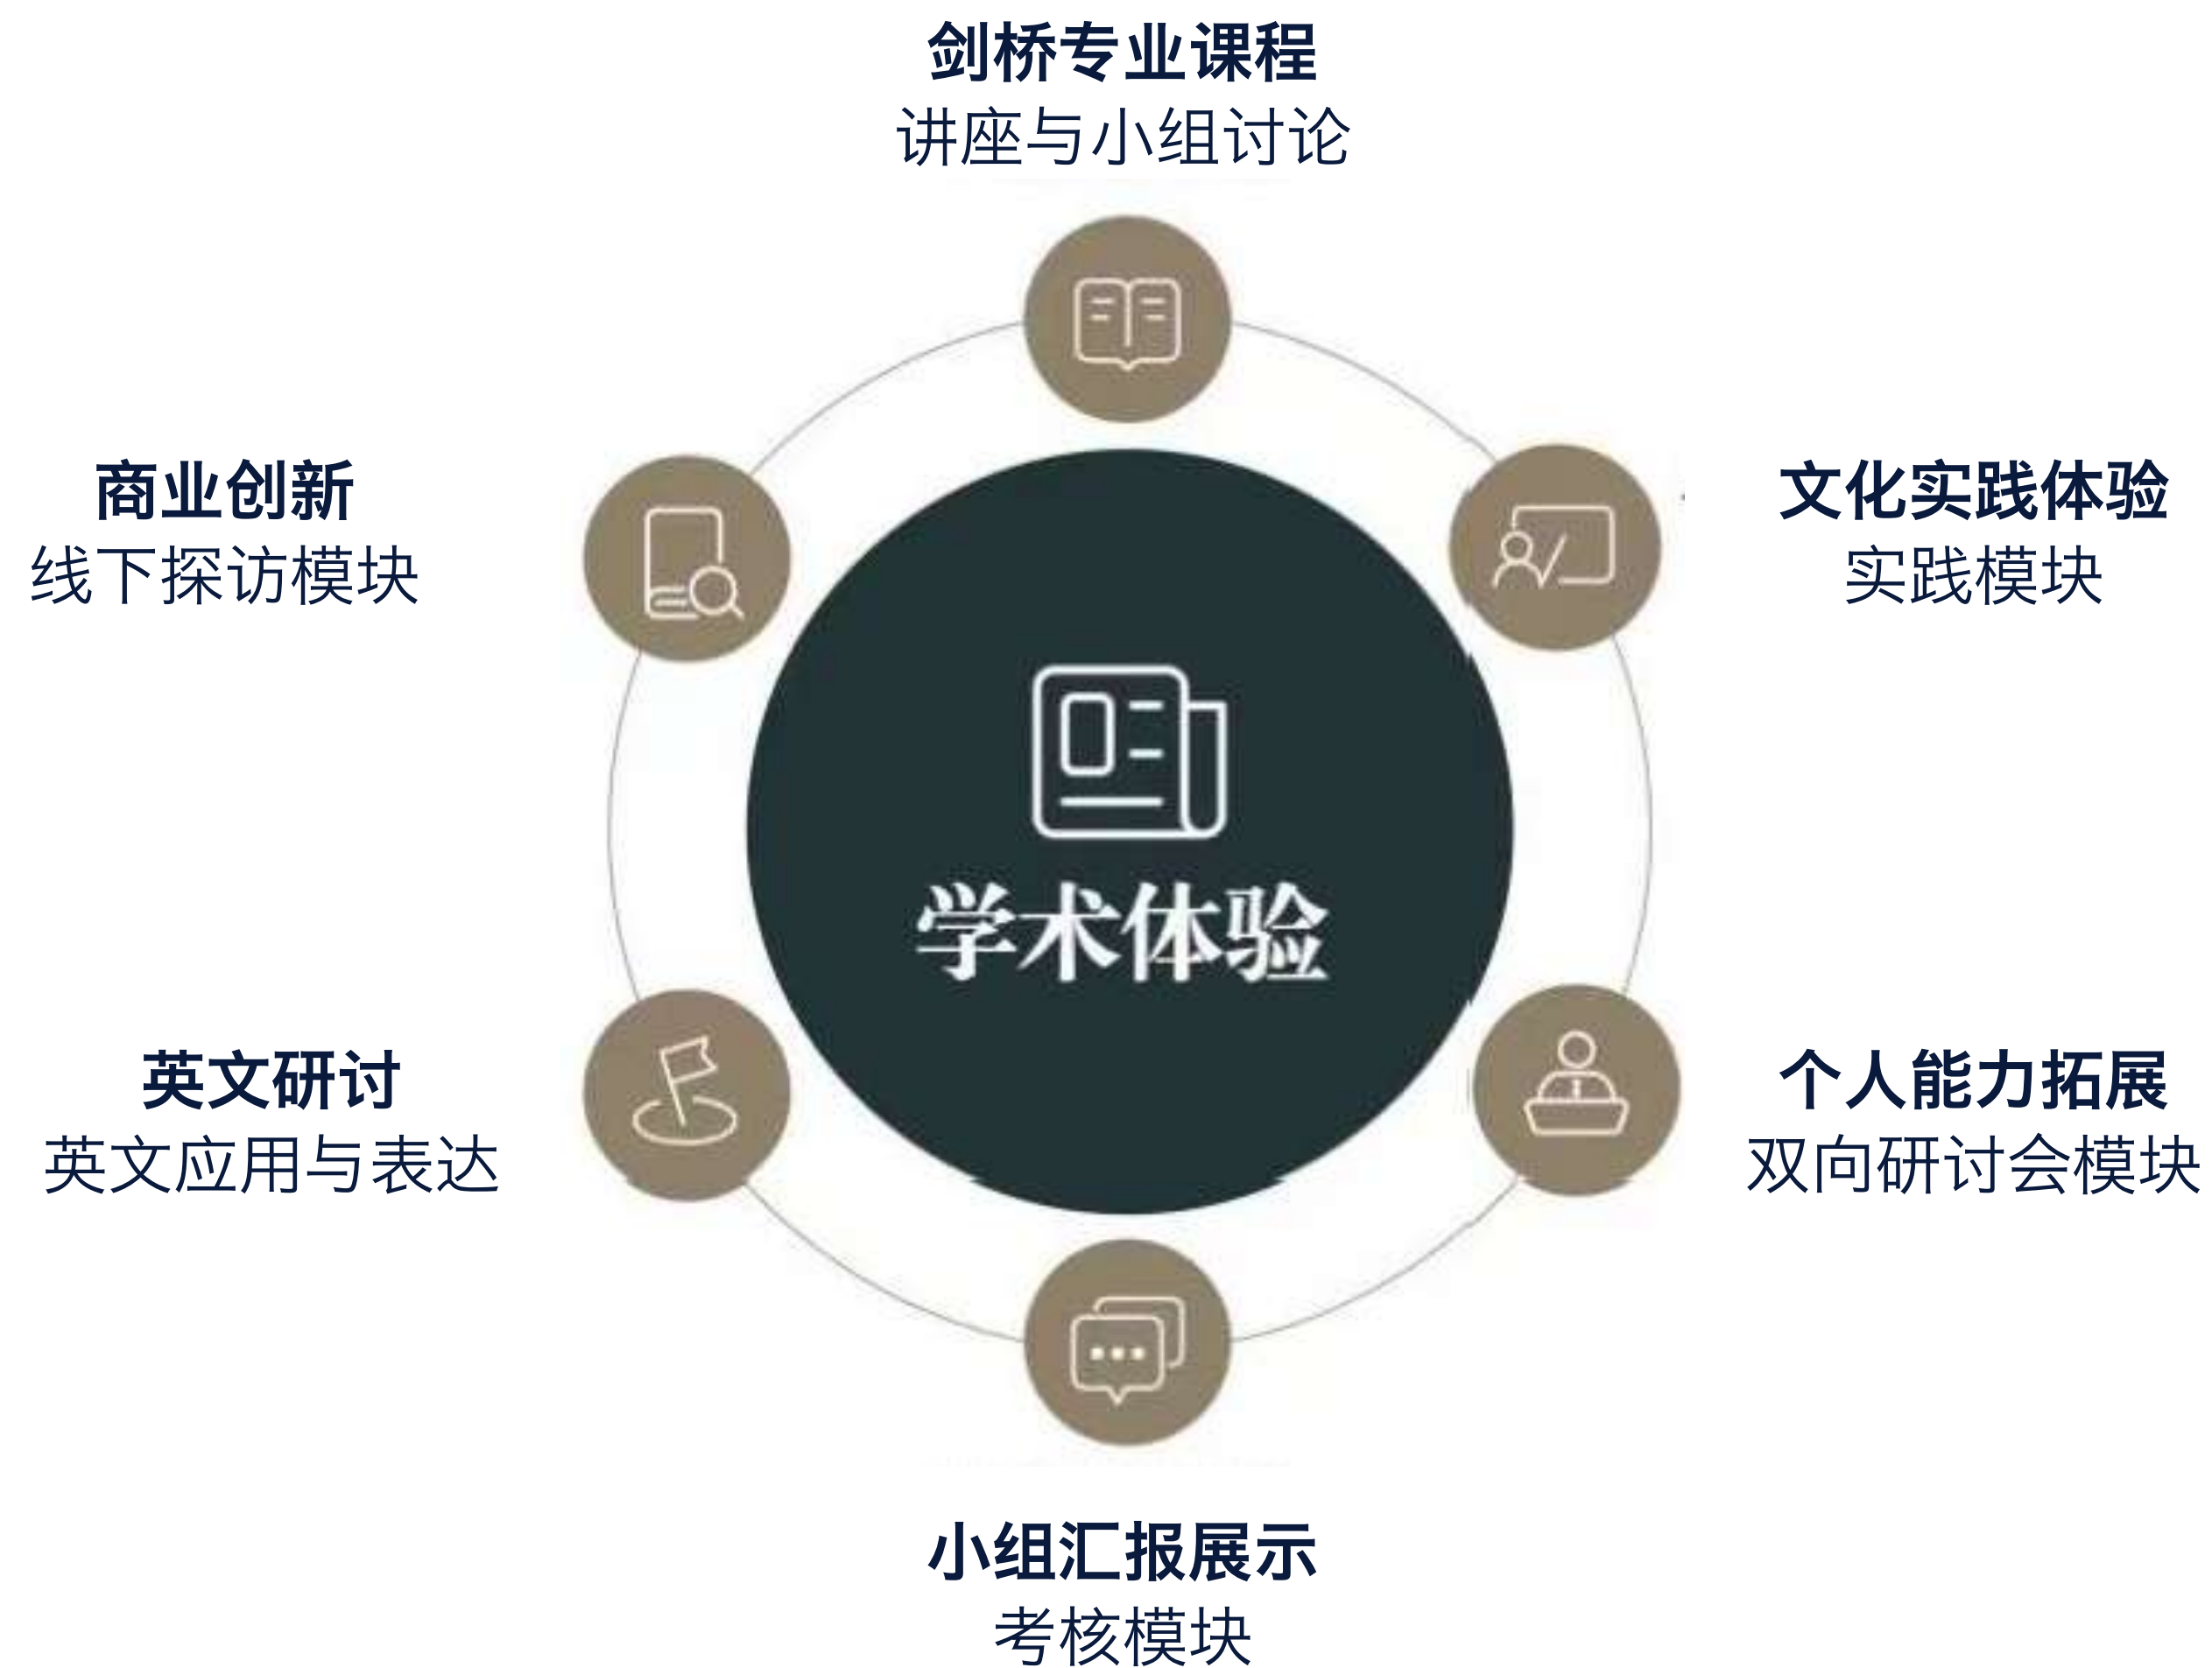 剑桥专业课程
讲座与小组讨论
商业创新
线下探访模块
文化实践体验
实践模块
学术体验
英文研讨
英文应用与表达
个人能力拓展
双向研讨会模块
小组汇报展示
考核模块